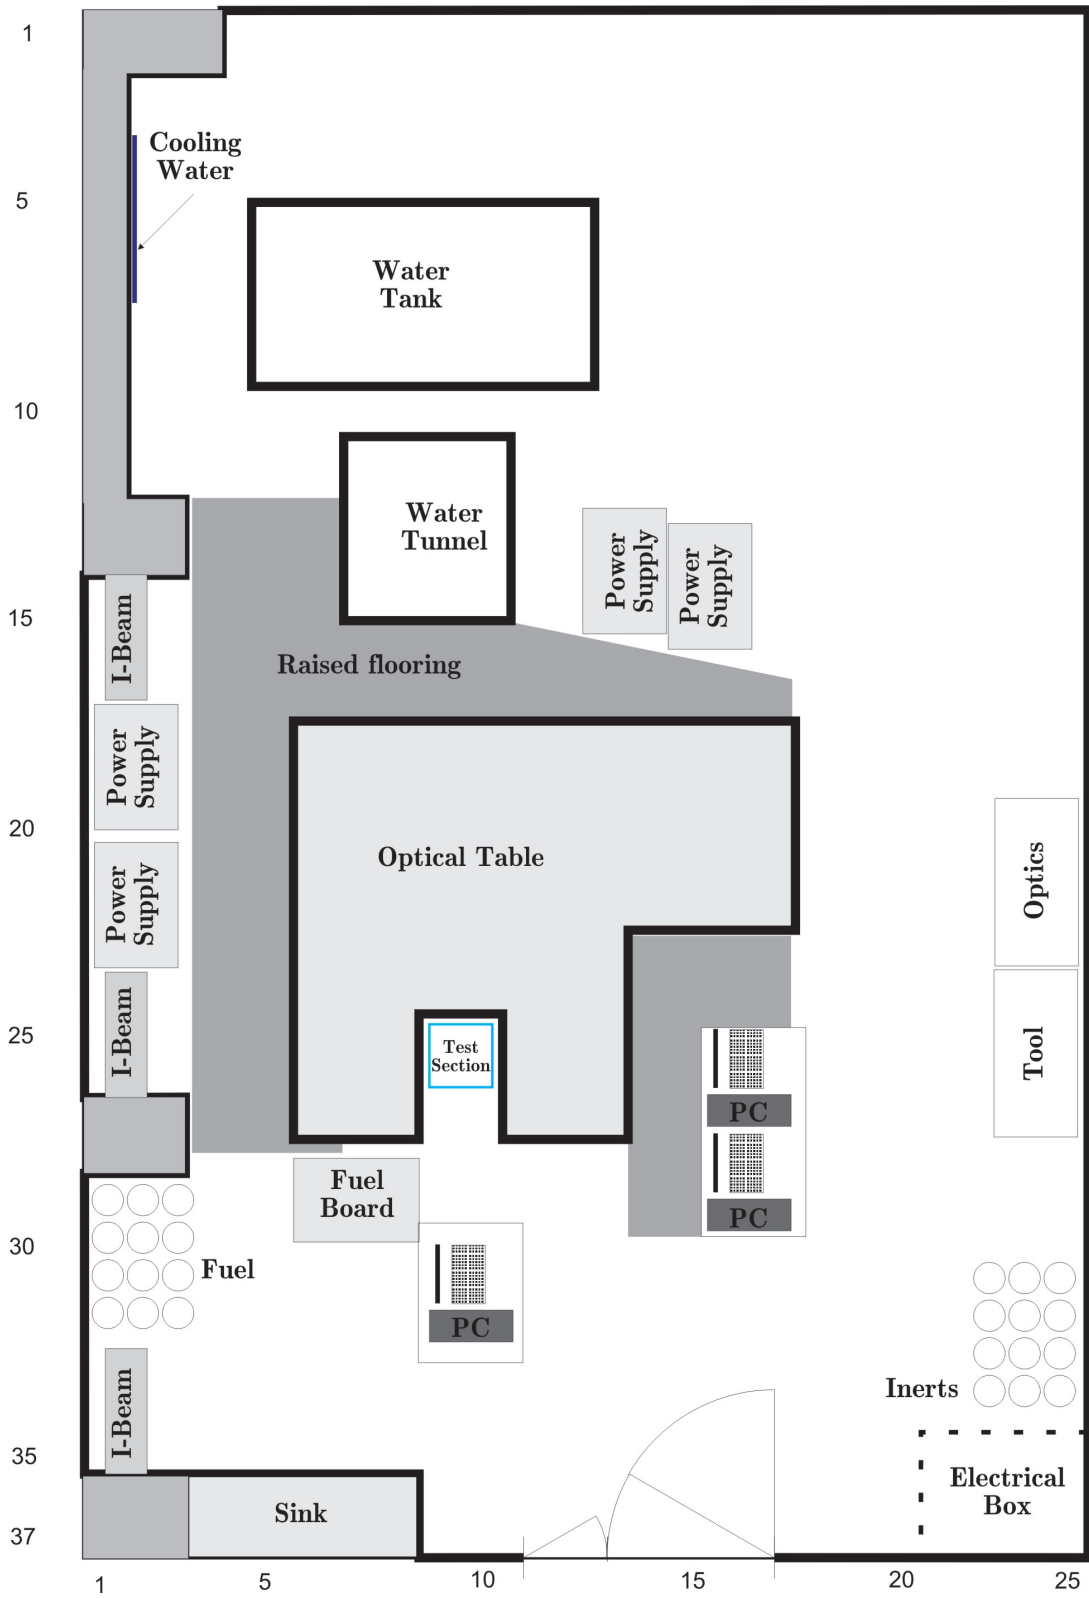 1
Cooling
Water
5
Water
Tank
10
Water
Tunnel
Power
Supply
Power
Supply
15
I-Beam
Raised flooring
Power
Supply
20
Optical Table
Optics
Power
Supply
25
I-Beam
Test
Section
Tool
PC
PC
Fuel
Board
30
Fuel
PC
Inerts
I-Beam
35
Electrical
Box
Sink
37
1 5 10 15 20 25